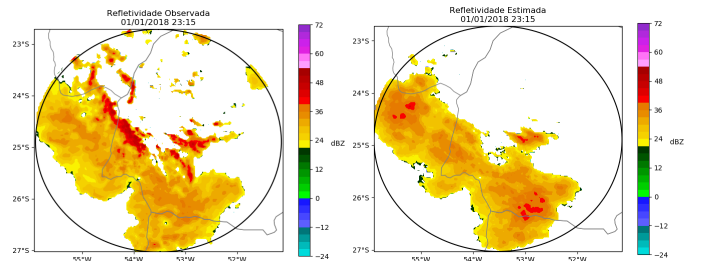 Refletividade Observada
01/01/2018 23:15
23°S
24°S
25°S
26°S
27°S
55°W
54°W
53°W
52°W
72
60
48
36
24
12
0
−12
−24
dBZ
Refletividade Estimada
01/01/2018 23:15
23°S
24°S
25°S
26°S
27°S
55°W
54°W
53°W
52°W
72
60
48
36
24
12
0
−12
−24
dBZ